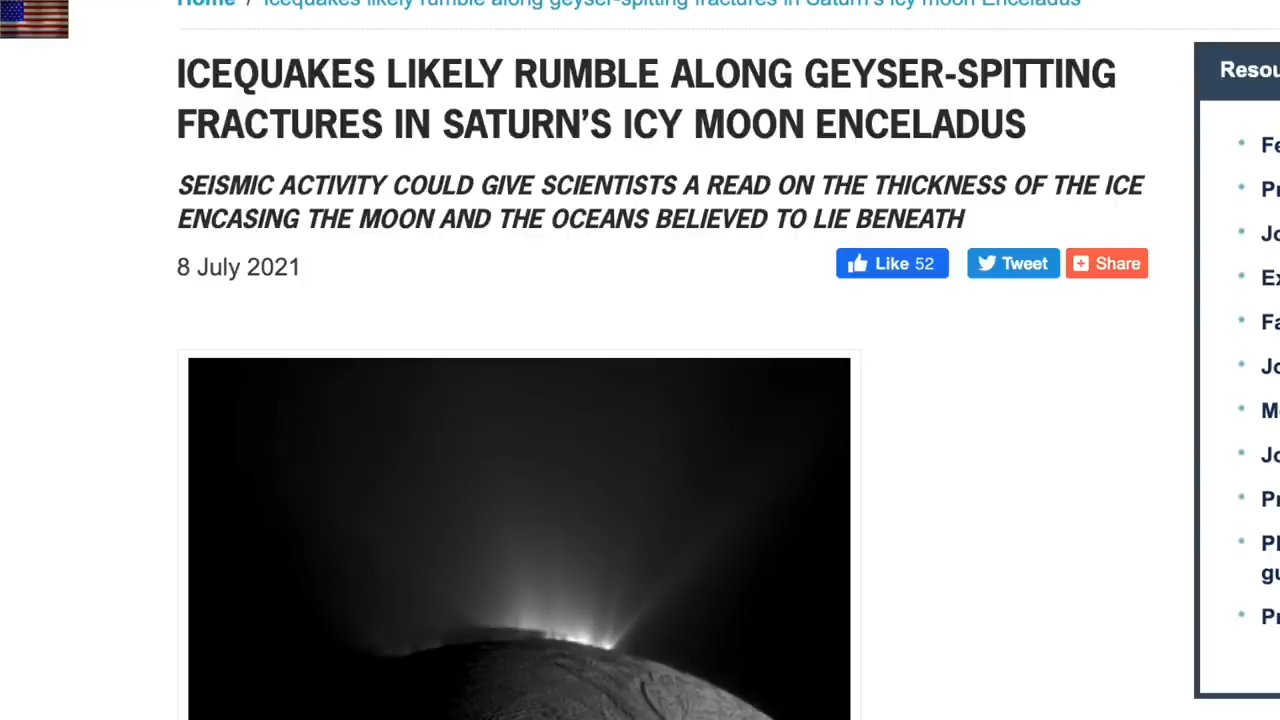 Home / Icequakes likely rumble along geyser-spitting fractures in Saturn's icy moon Enceladus
ICEQUAKES LIKELY RUMBLE ALONG GEYSER-SPITTING
FRACTURES IN SATURN’S ICY MOON ENCELADUS
SEISMIC ACTIVITY COULD GIVE SCIENTISTS A READ ON THE THICKNESS OF THE ICE
ENCASING THE MOON AND THE OCEANS BELIEVED TO LIE BENEATH
8 July 2021
Like 52
Tweet
Share